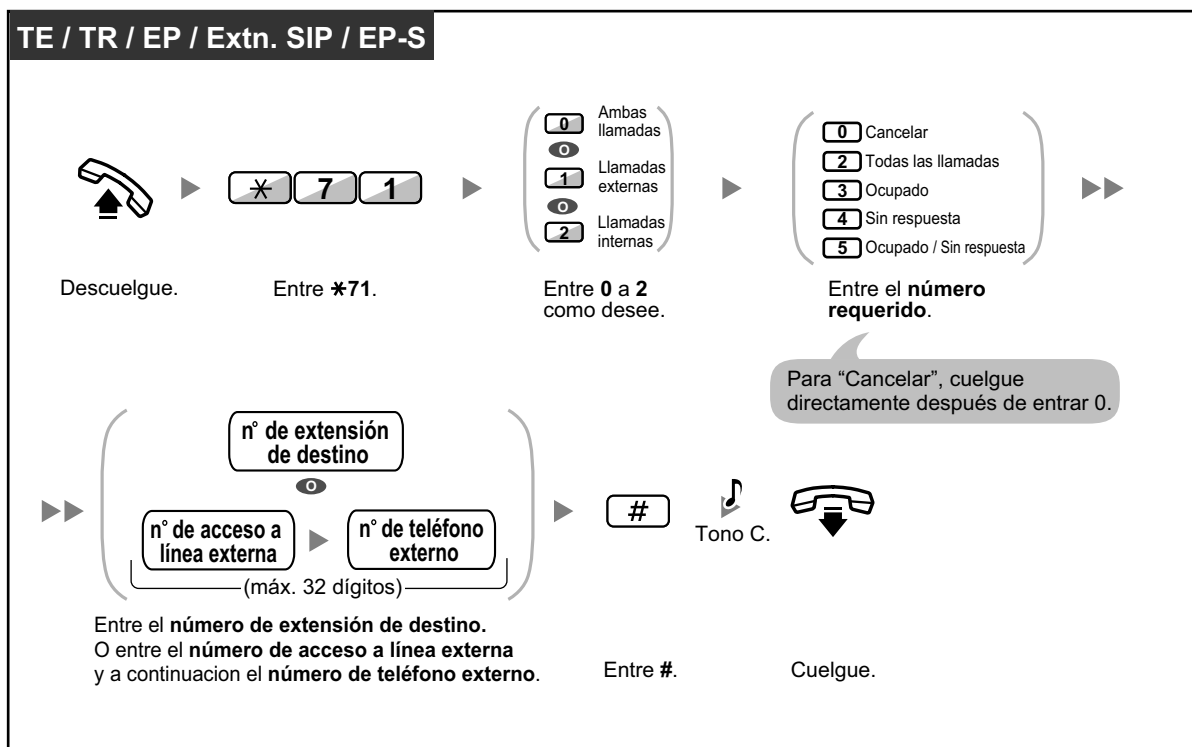 TE / TR / EP / Extn. SIP / EP-S
7 1
0 Ambas
llamadas
O
1 Llamadas
externas
O
2 Llamadas
internas
0 Cancelar
2 Todas las llamadas
3 Ocupado
4 Sin respuesta
5 Ocupado / Sin respuesta
Descuelgue.
Entre *71.
Entre 0 a 2
como desee.
Entre el número
requerido.
Para “Cancelar”, cuelgue
directamente después de entrar 0.
n° de extensión
de destino
O
n° de acceso a
línea externa
n° de teléfono
externo
(máx. 32 dígitos)
#
Tono C.
Entre el número de extensión de destino.
O entre el número de acceso a línea externa
y a continuacion el número de teléfono externo.
Entre #.
Cuelgue.